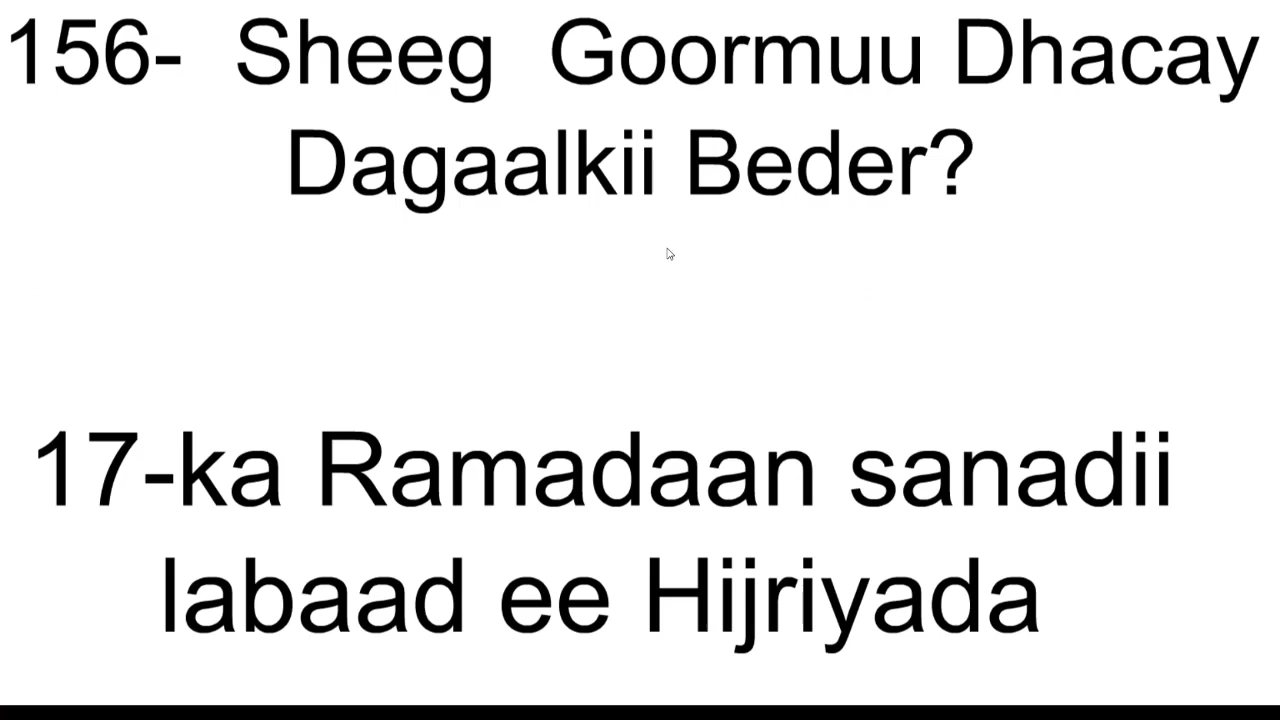 156- Sheeg Goormuu Dhacay
Dagaalkii Beder?
17-ka Ramadaan sanadii
labaad ee Hijriyada